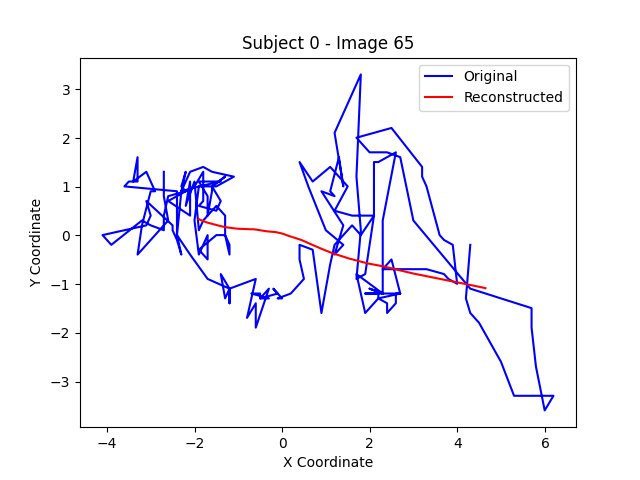 Subject 0 - Image 65
Original
Reconstructed
3
2
1
0
−1
−2
−3
Y Coordinate
−4
−2
0
2
4
6
X Coordinate